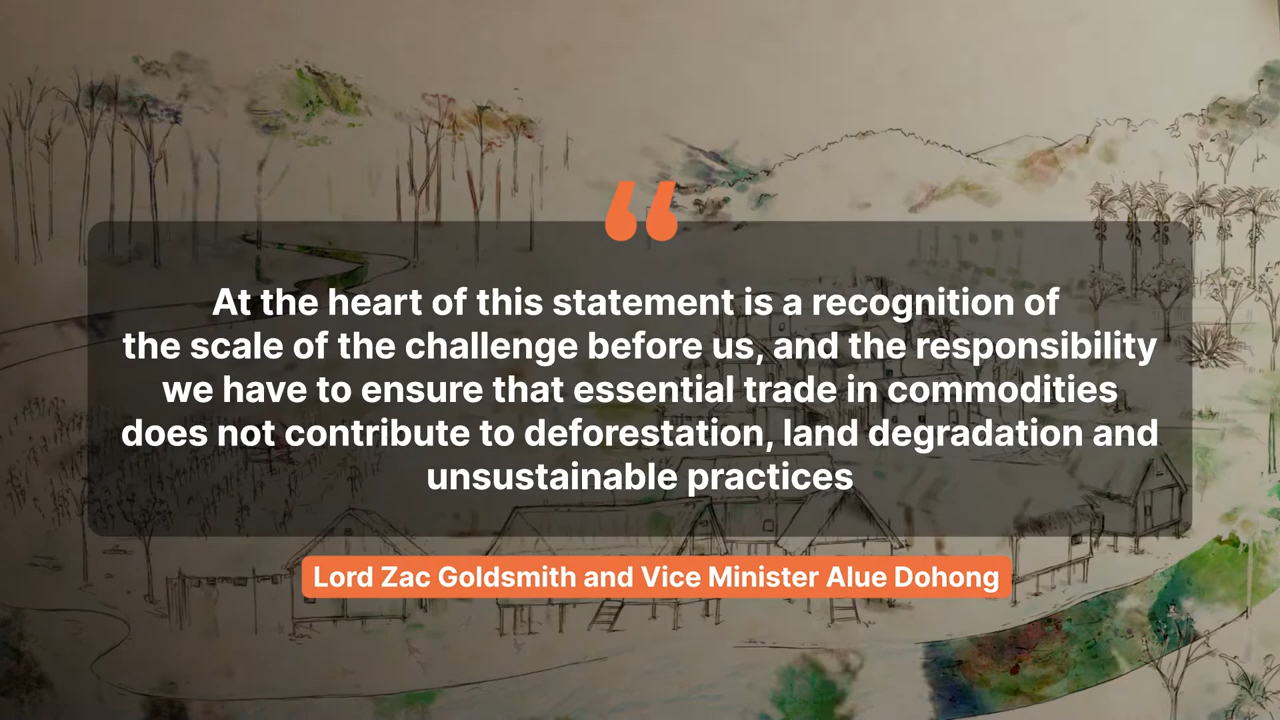 “
At the heart of this statement is a recognition of
the scale of the challenge before us, and the responsibility
we have to ensure that essential trade in commodities
does not contribute to deforestation, land degradation and
unsustainable practices
Lord Zac Goldsmith and Vice Minister Alue Dohong